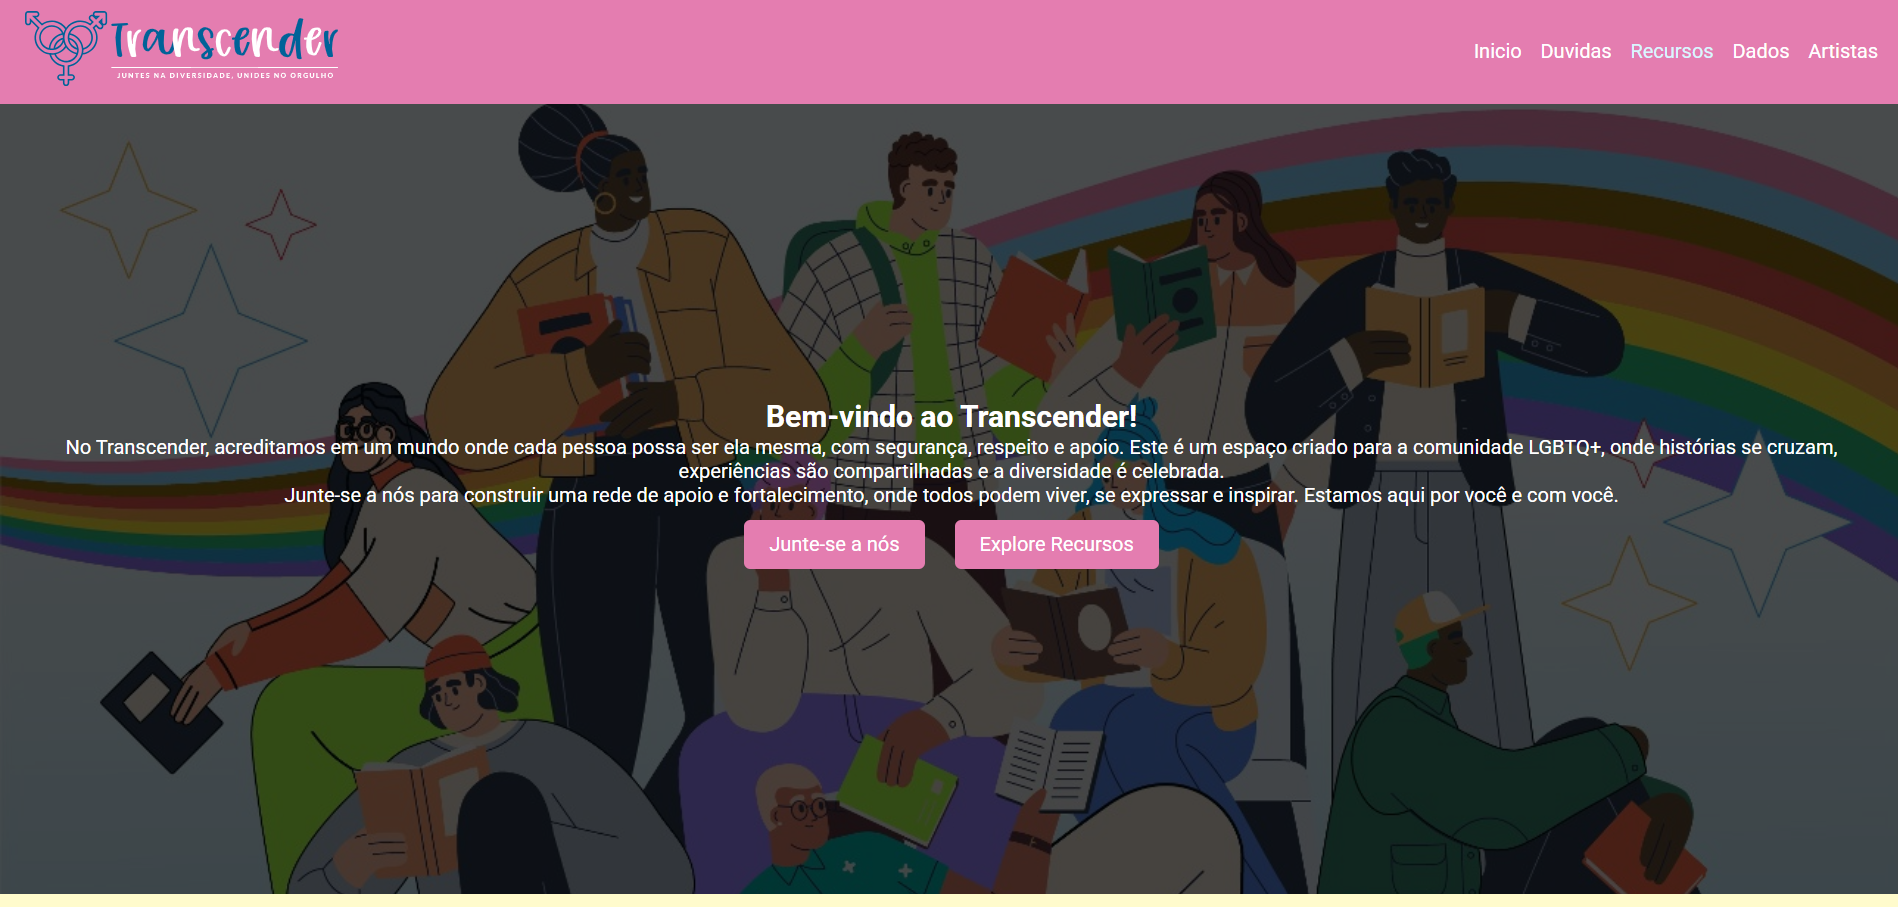 Transcender
JUNTES NA DIVERSIDADE, UNIDES NO ORGULHO
Inicio Duvidas Recursos Dados Artistas
Bem-vindo ao Transcender!
No Transcender, acreditamos em um mundo onde cada pessoa possa ser ela mesma, com segurança, respeito e apoio. Este é um espaço criado para a comunidade LGBTQ+, onde histórias se cruzam,
experiências são compartilhadas e a diversidade é celebrada.
Junte-se a nós para construir uma rede de apoio e fortalecimento, onde todos podem viver, se expressar e inspirar. Estamos aqui por você e com você.
Junte-se a nós Explore Recursos